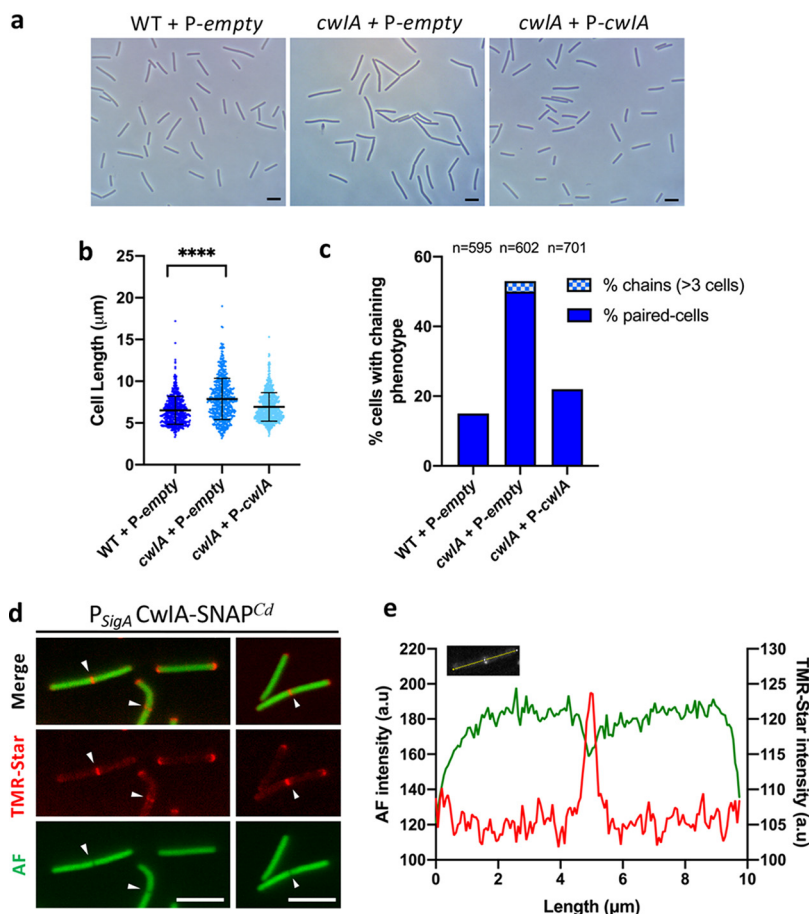 a
WT + P-empty
cwlA + P-empty
cwlA + P-cwlA
b
Cell Length (µm)
25
20
15
10
5
0
****
WT + P-empty
cwlA + P-empty
cwlA + P-cwlA
c
% cells with chaining
phenotype
60
40
20
0
n=595 n=602 n=701
% chains (>3 cells)
% paired-cells
WT + P-empty
cwlA + P-empty
cwlA + P-cwlA
d
PSigA CwlA-SNAPCd
Merge
TMR-Star
AF
e
AF intensity (a.u)
220
200
180
160
140
120
100
130
125
120
115
110
105
100
TMR-Star intensity
(a.u)
0 2 4 6 8 10
Length (µm)